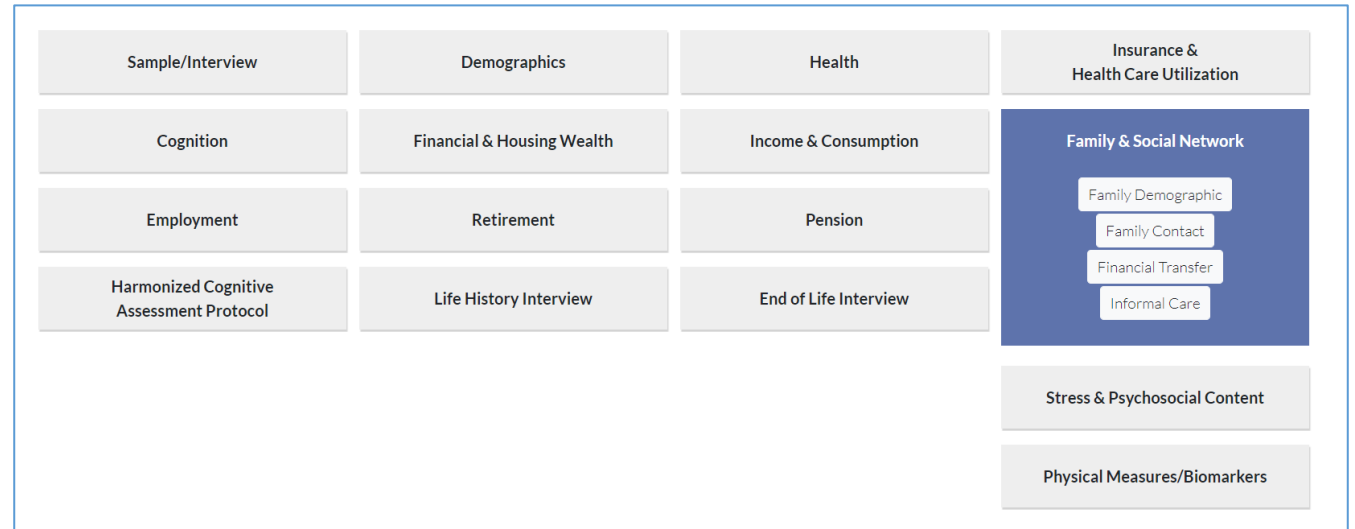 Sample/Interview
Demographics
Health
Insurance &
Health Care Utilization
Cognition
Financial & Housing Wealth
Income & Consumption
Family & Social Network
Family Demographic
Family Contact
Financial Transfer
Informal Care
Employment
Retirement
Pension
Harmonized Cognitive
Assessment Protocol
Life History Interview
End of Life Interview
Stress & Psychosocial Content
Physical Measures/Biomarkers